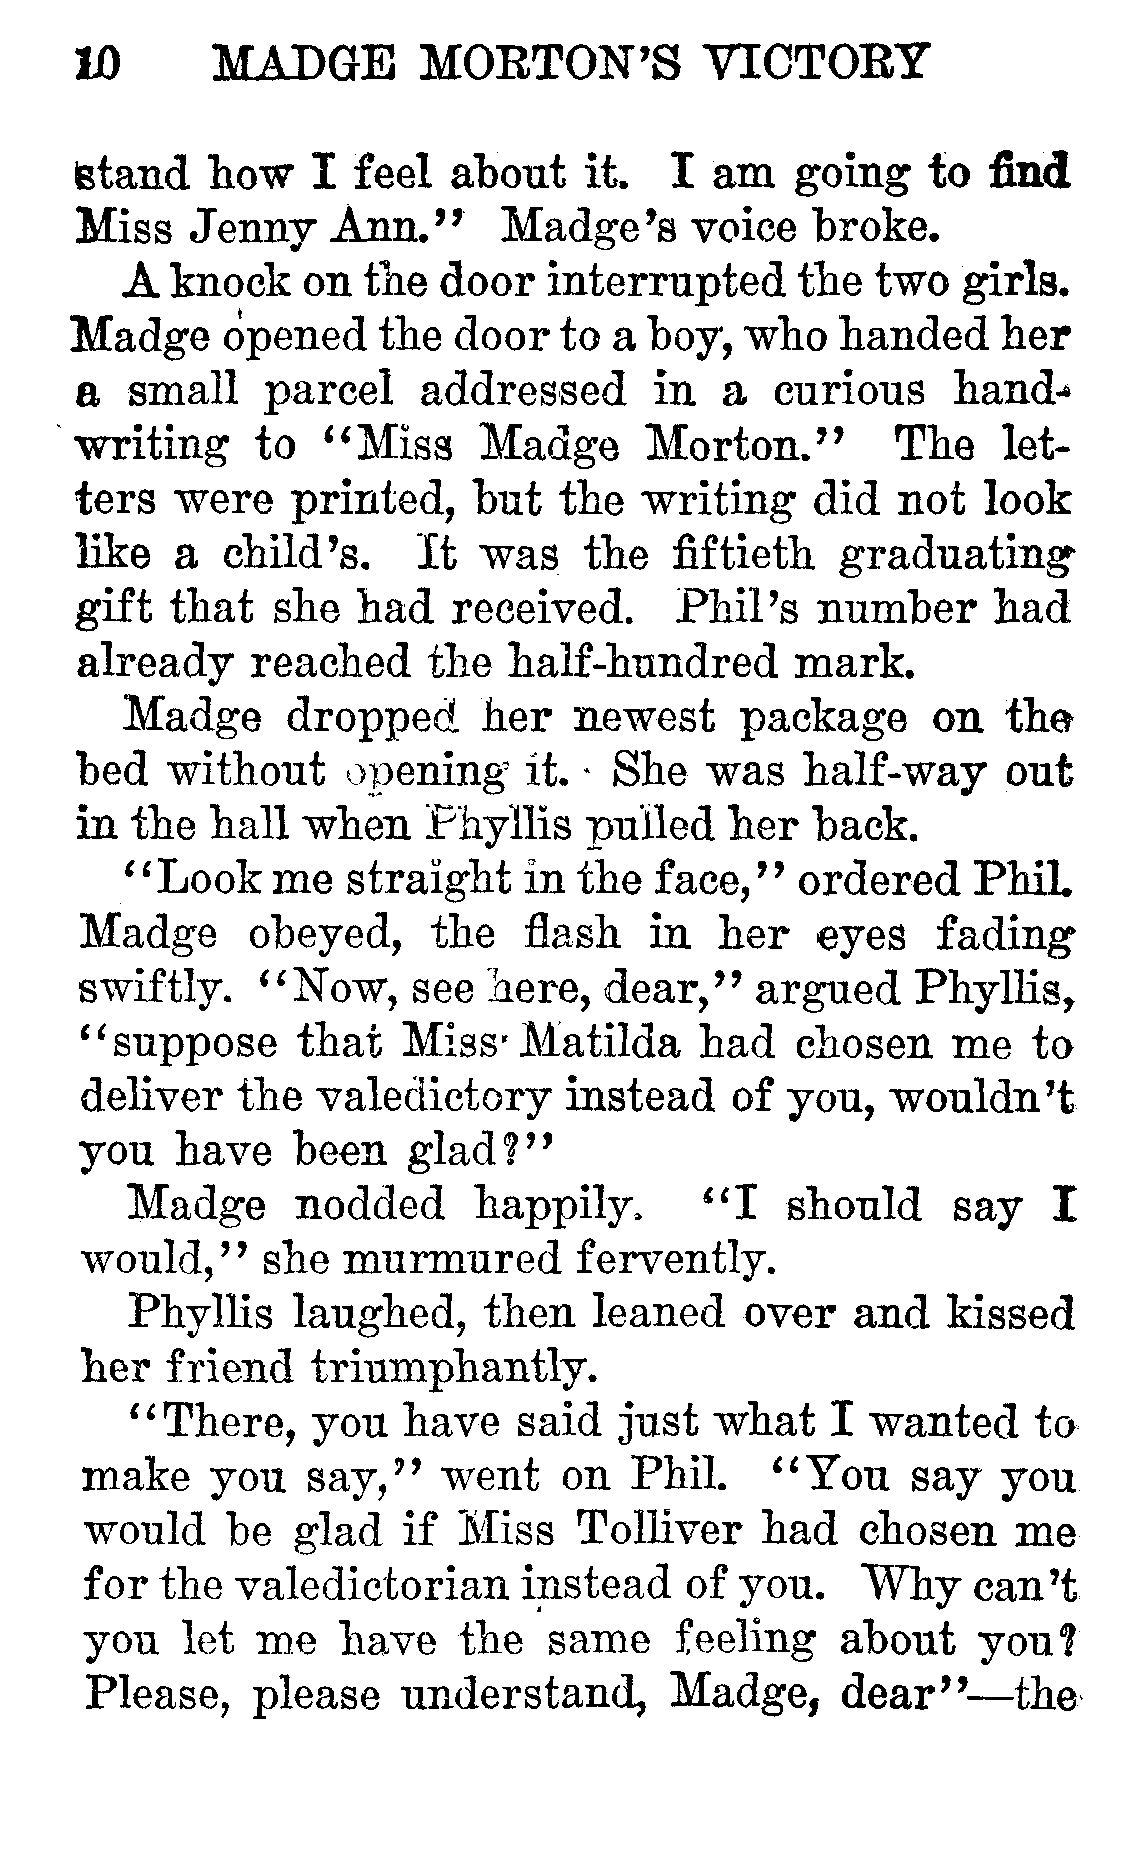 10 MADGE MORTON'S VICTORY
stand how I feel about it. I am going to find
Miss Jenny Ann." Madge's voice broke.
A knock on the door interrupted the two girls.
Madge opened the door to a boy, who handed her
a small parcel addressed in a curious hand-
writing to "Miss Madge Morton." The let-
ters were printed, but the writing did not look
like a child's. It was the fiftieth graduating
gift that she had received. Phil's number had
already reached the half-hundred mark.
Madge dropped her newest package on the
bed without opening it. She was half-way out
in the hall when Phyllis pulled her back.
"Look me straight in the face," ordered Phil.
Madge obeyed, the flash in her eyes fading
swiftly. "Now, see here, dear," argued Phyllis,
"suppose that Miss Matilda had chosen me to
deliver the valedictory instead of you, wouldn't
you have been glad?"
Madge nodded happily. "I should say I
would," she murmured fervently.
Phyllis laughed, then leaned over and kissed
her friend triumphantly.
"There, you have said just what I wanted to
make you say," went on Phil. "You say you
would be glad if Miss Tolliver had chosen me
for the valedictorian instead of you. Why can't
you let me have the same feeling about you?
Please, please understand, Madge, dear"—the